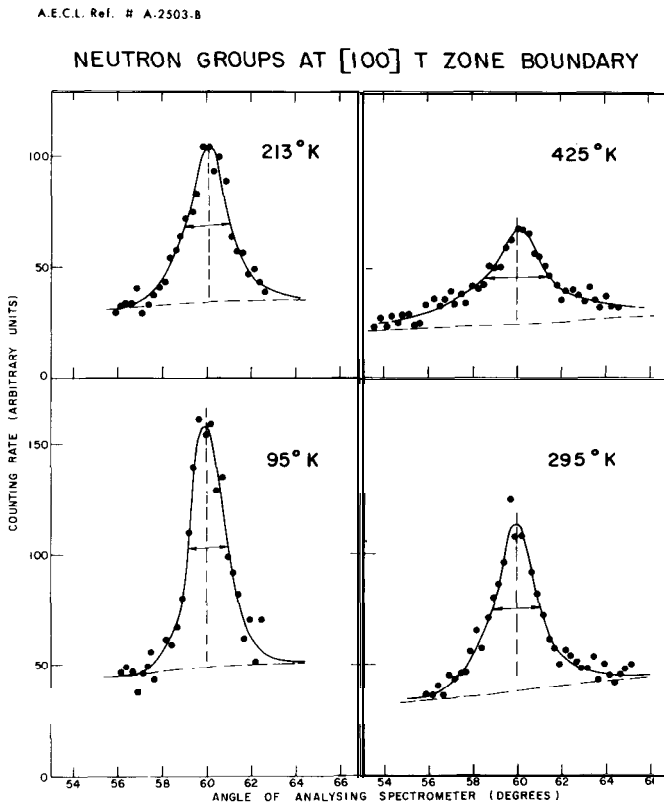 A.E.C.L. Ref. # A-2503-B
NEUTRON GROUPS AT [100] T ZONE BOUNDARY
213°K
425°K
100
50
0
95°K
295°K
150
100
50
0
54 56 58 60 62 64 66 54 56 58 60 62 64 66
COUNTING RATE (ARBITRARY UNITS)
ANGLE OF ANALYSING SPECTROMETER (DEGREES)